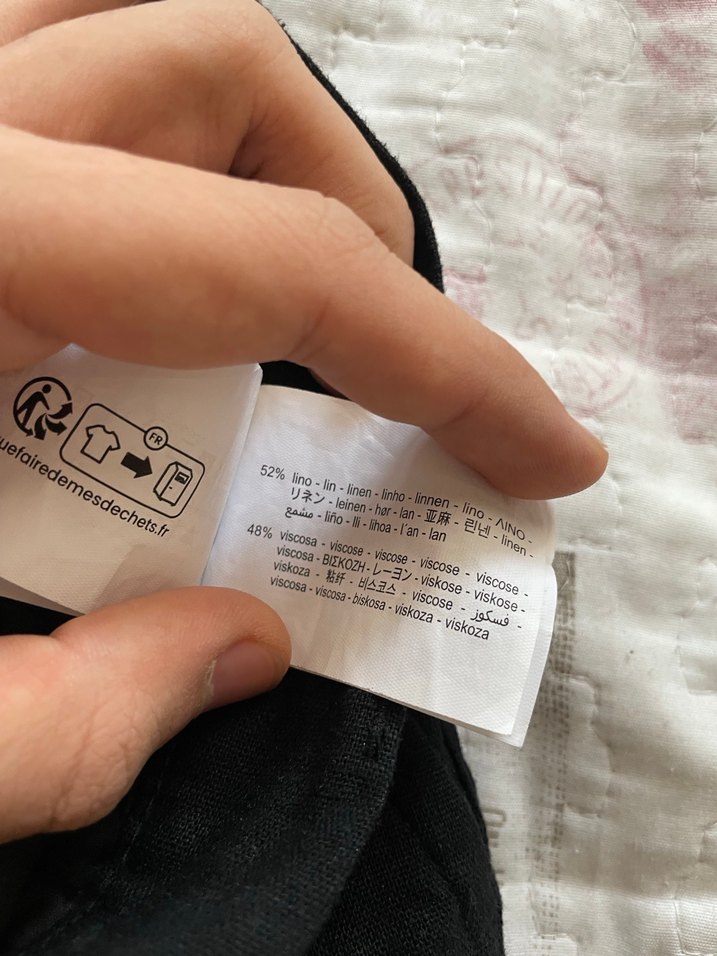 FR
uefairedemesdechets.fr
52% lino - lin - linen - linho - linnen - lino - ΛΙΝΟ -
リネン - leinen - hør - lan - 亚麻 - 린넨 - linen -
مشمع - liño - lli - lihoa - l´an - lan
48% viscosa - viscose - viscose - viscose - viscose -
viscosa - ΒΙΣΚΟΖΗ - レーヨン - viskose - viskose -
viskoza - 粘纤 - 비스코스 - viscose - فسكوز -
viscosa - viscosa - biskosa - viskoza - viskoza